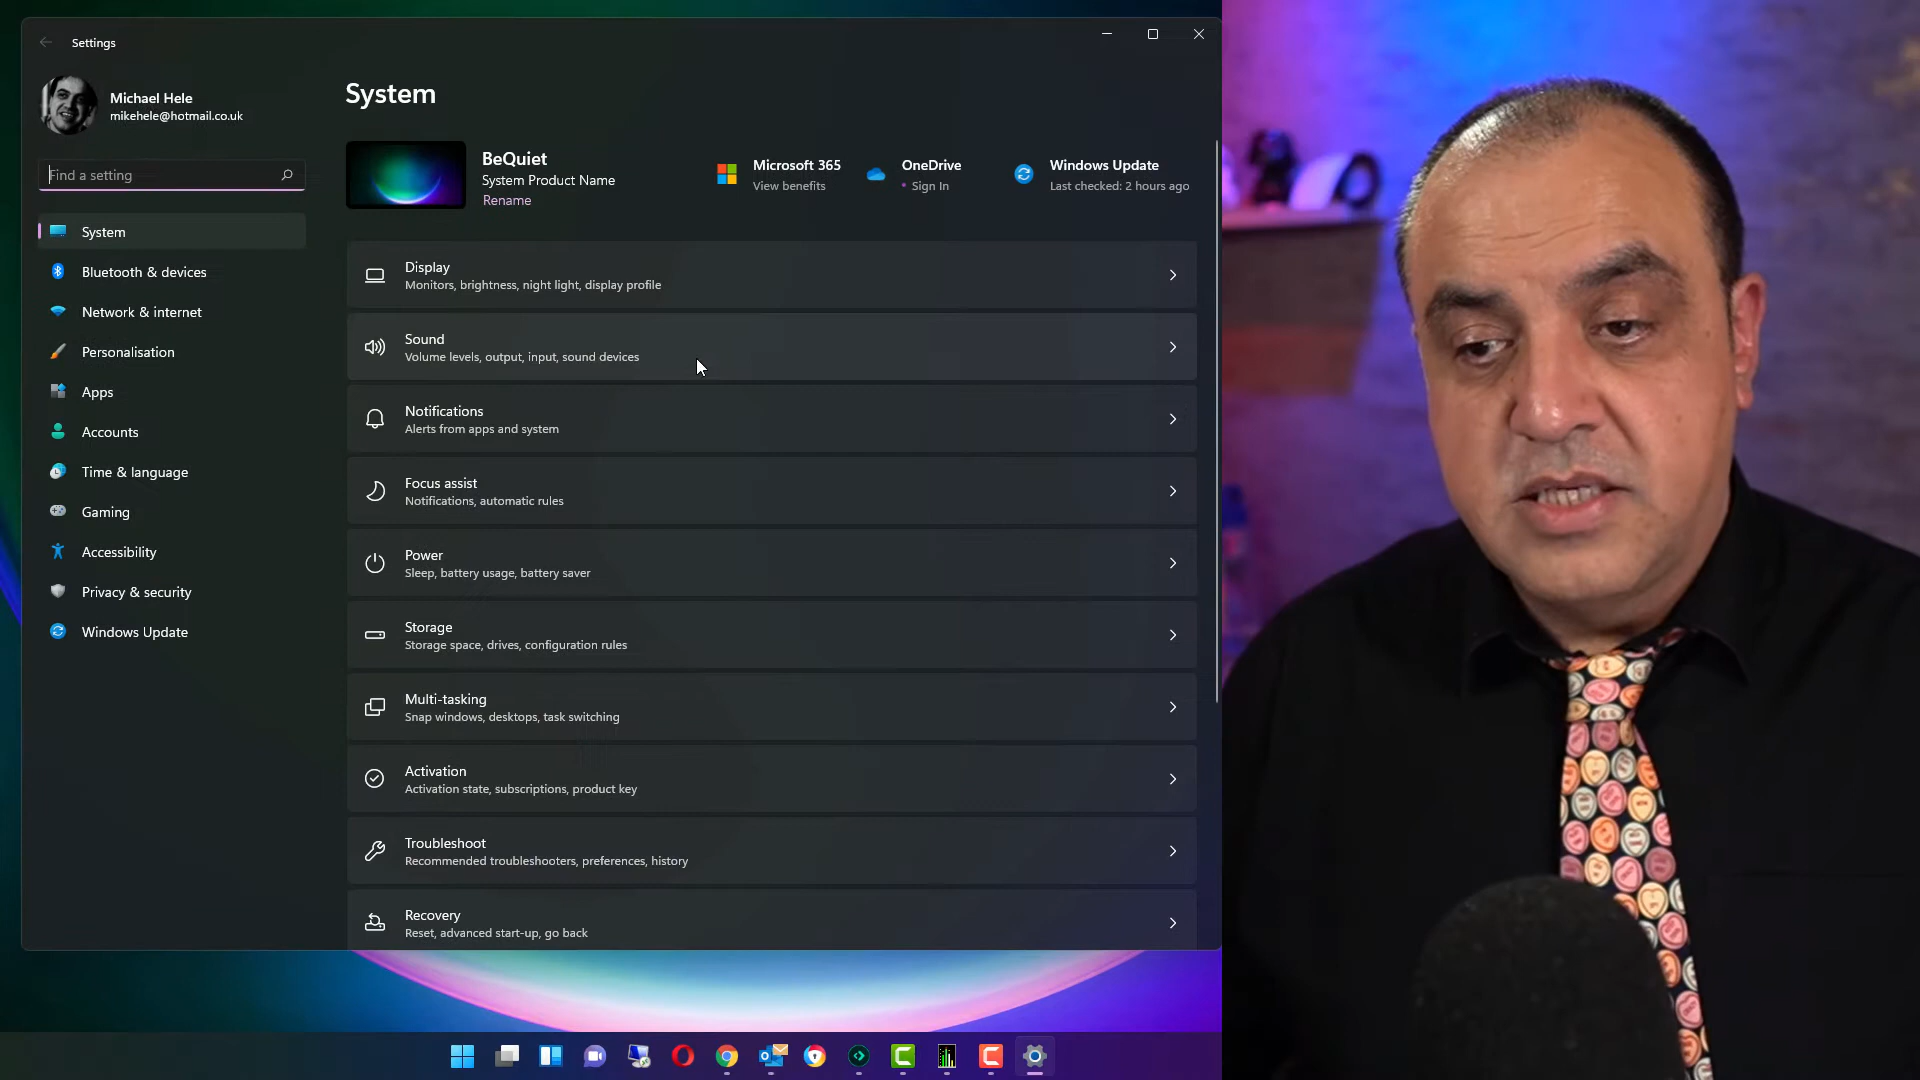 Settings
Michael Hele
mikehele@hotmail.co.uk
Find a setting
System
Bluetooth & devices
Network & internet
Personalisation
Apps
Accounts
Time & language
Gaming
Accessibility
Privacy & security
Windows Update
System
BeQuiet
System Product Name
Rename
Microsoft 365
View benefits
OneDrive
• Sign In
Windows Update
Last checked: 2 hours ago
Display
Monitors, brightness, night light, display profile
Sound
Volume levels, output, input, sound devices
Notifications
Alerts from apps and system
Focus assist
Notifications, automatic rules
Power
Sleep, battery usage, battery saver
Storage
Storage space, drives, configuration rules
Multi-tasking
Snap windows, desktops, task switching
Activation
Activation state, subscriptions, product key
Troubleshoot
Recommended troubleshooters, preferences, history
Recovery
Reset, advanced start-up, go back